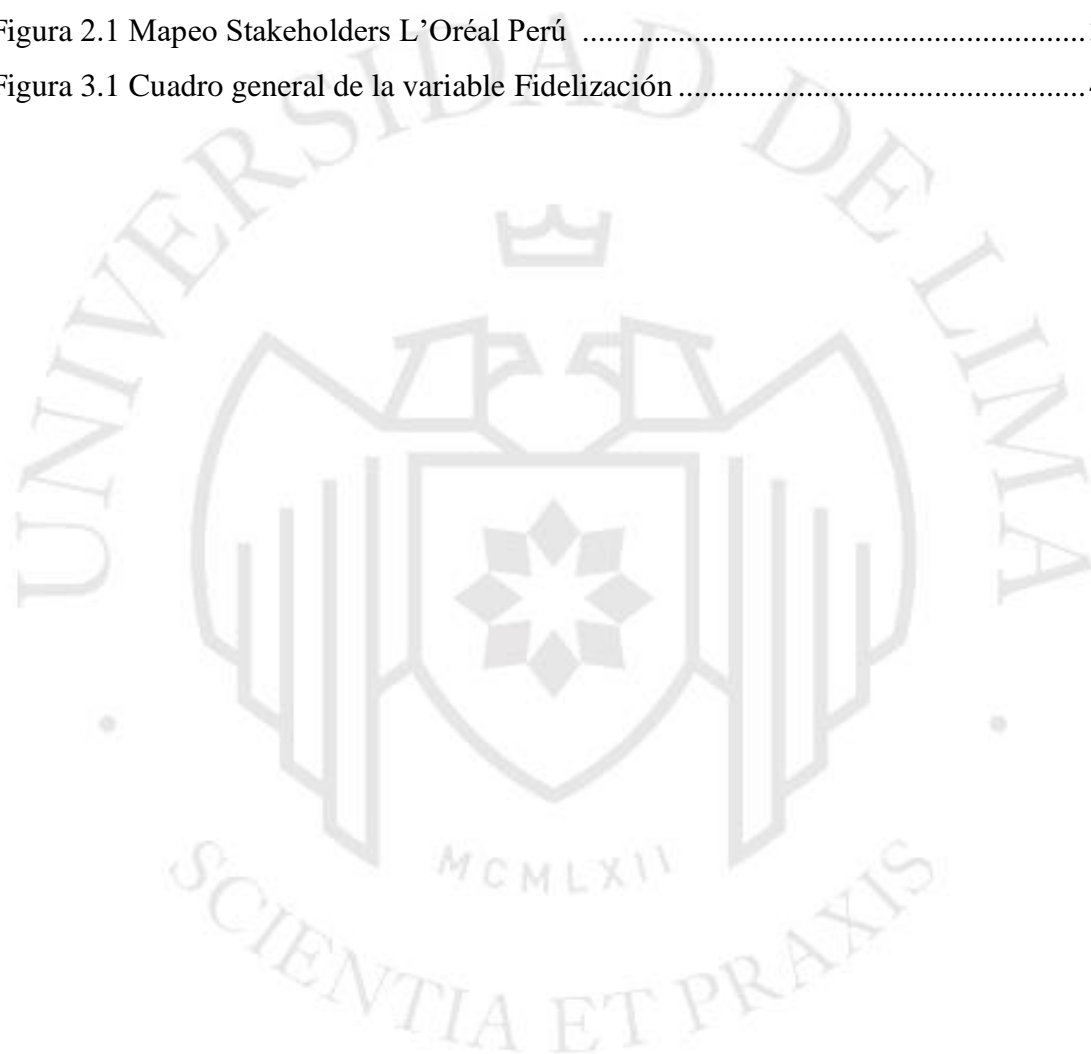 Figura 2.1 Mapeo Stakeholders L’Oréal Perú ................................................................
Figura 3.1 Cuadro general de la variable Fidelización ....................................................
UNIVERSIDAD DE LIMA
MCMLXII
SCIENTIA ET PRAXIS